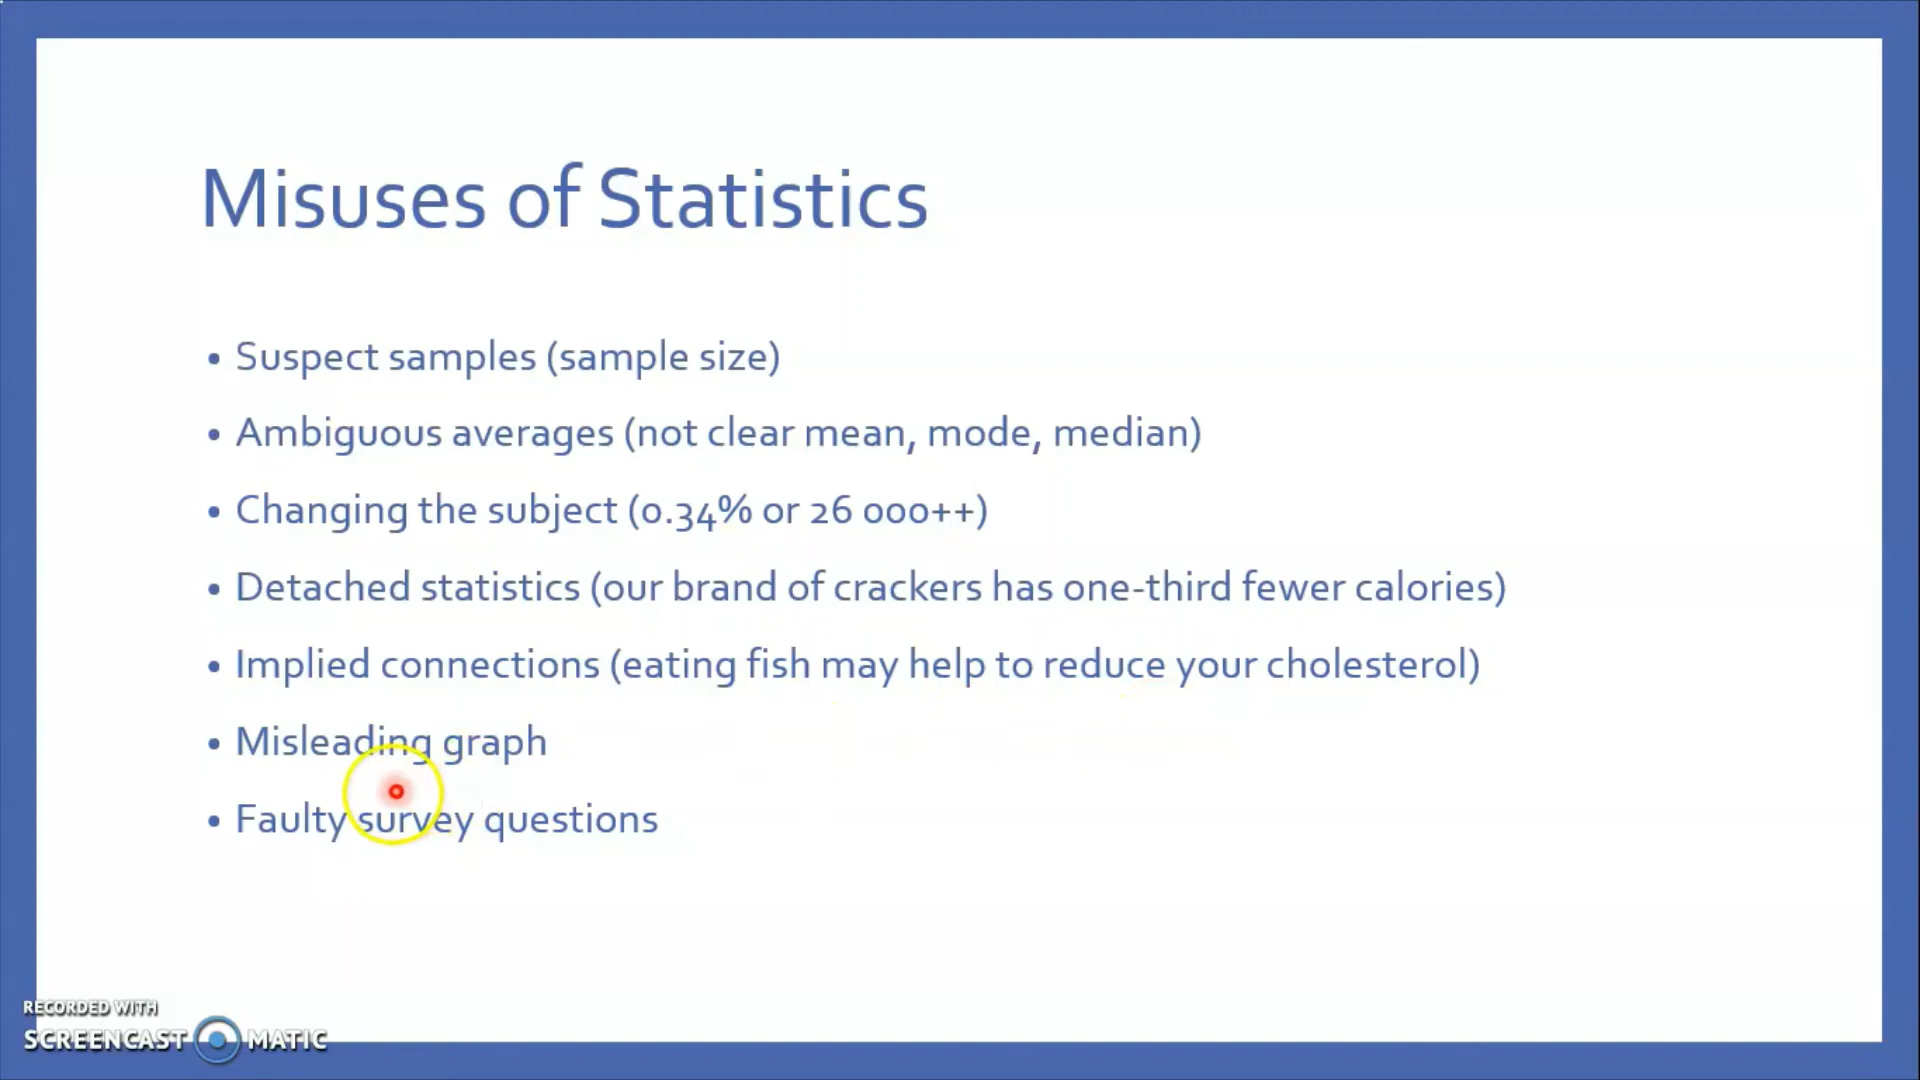 Misuses of Statistics
• Suspect samples (sample size)
• Ambiguous averages (not clear mean, mode, median)
• Changing the subject (0.34% or 26 000++)
• Detached statistics (our brand of crackers has one-third fewer calories)
• Implied connections (eating fish may help to reduce your cholesterol)
• Misleading graph
• Faulty survey questions
RECORDED WITH
SCREENCAST MATIC